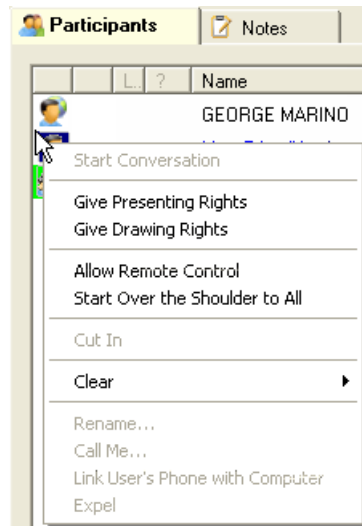 Participants
Notes
L.. ? Name
GEORGE MARINO
Start Conversation
Give Presenting Rights
Give Drawing Rights
Allow Remote Control
Start Over the Shoulder to All
Cut In
Clear
Rename...
Call Me...
Link User's Phone with Computer
Expel